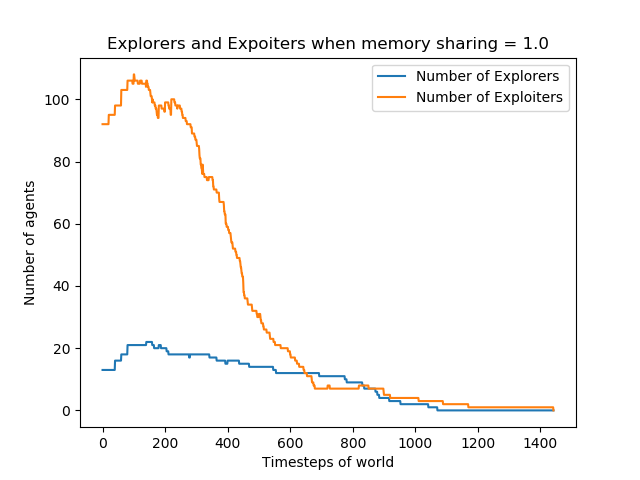 Explorers and Expoiters when memory sharing = 1.0
Number of Explorers
Number of Exploiters
Number of agents
100
80
60
40
20
0
0 200 400 600 800 1000 1200 1400
Timesteps of world